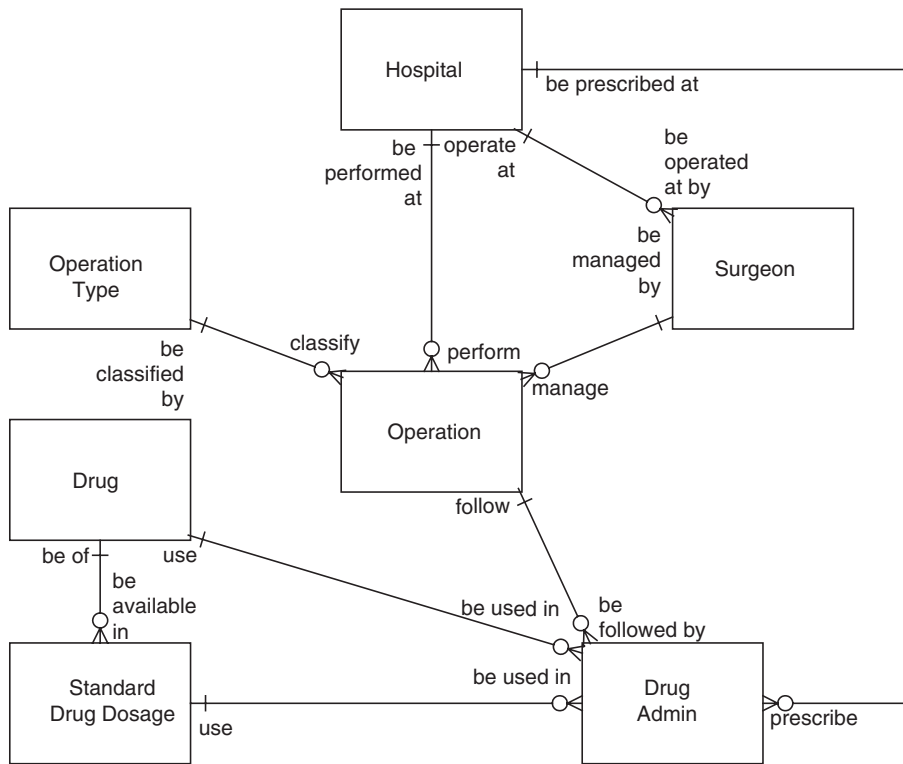 Hospital
be prescribed at
be
performed
at
operate
at
be
operated
at by
Operation
Type
be
managed
by
Surgeon
classify
perform
be
classified
by
manage
Operation
Drug
follow
be of
use
be
available
in
be used in
be
followed by
be used in
Standard
Drug Dosage
use
Drug
Admin
prescribe